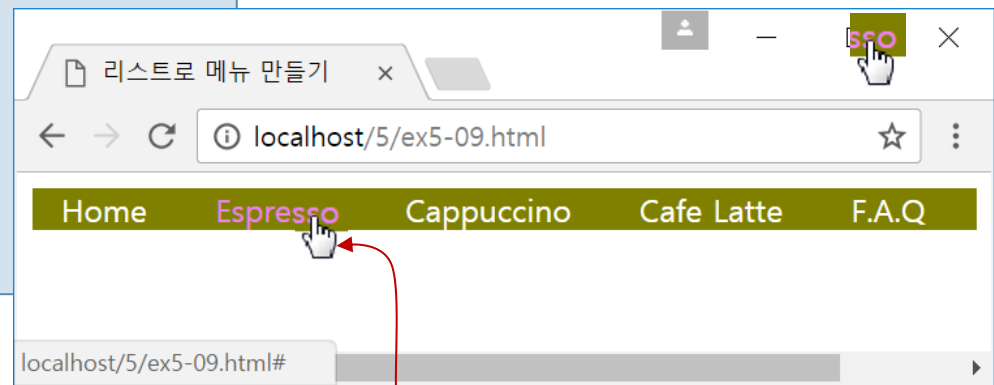 sso
리스트로 메뉴 만들기
localhost/5/ex5-09.html
Home Espresso Cappuccino Cafe Latte F.A.Q
localhost/5/ex5-09.html#